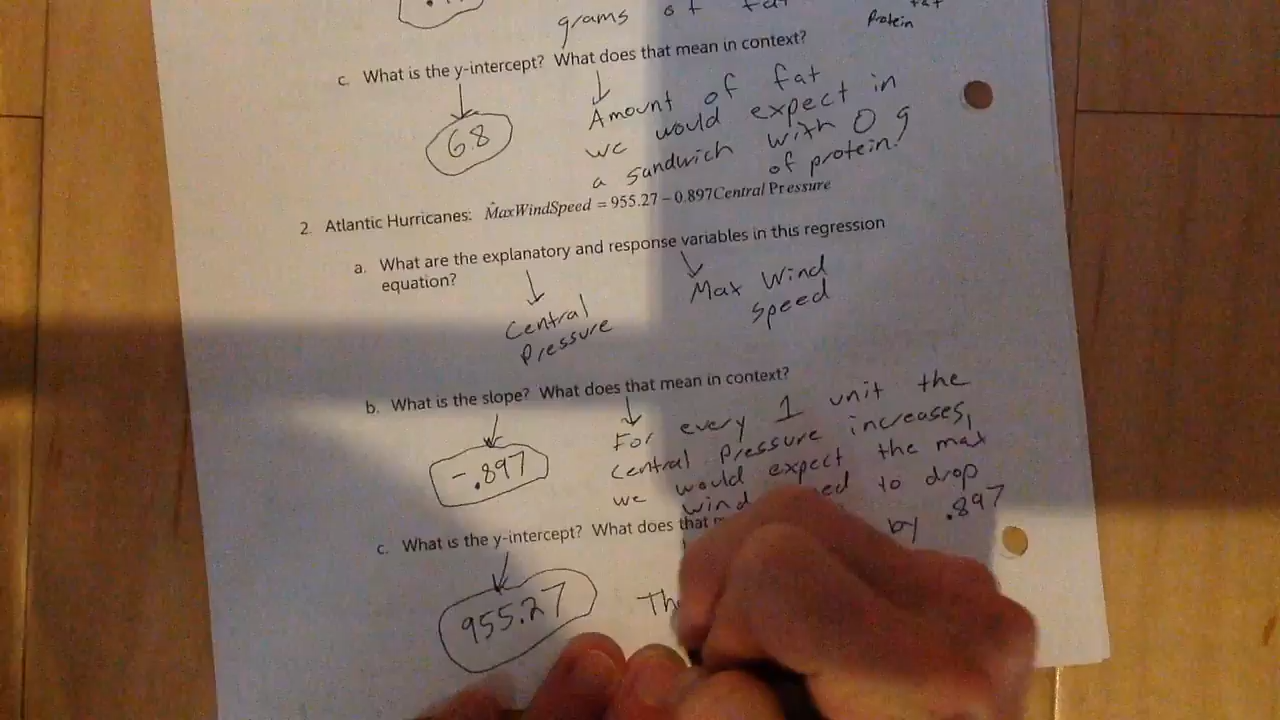 grams of fat
Protein
c. What is the y-intercept? What does that mean in context?
6.8
Amount of fat
we would expect in
a sandwich with 0 g
of protein.
2. Atlantic Hurricanes: M̂axWindSpeed = 955.27 – 0.897Central Pressure
a. What are the explanatory and response variables in this regression
equation?
Central
Pressure
Max Wind
Speed
b. What is the slope? What does that mean in context?
-.897
For every 1 unit the
Central Pressure increases,
we would expect the max
wind to drop
by .897
c. What is the y-intercept? What does that
955.27